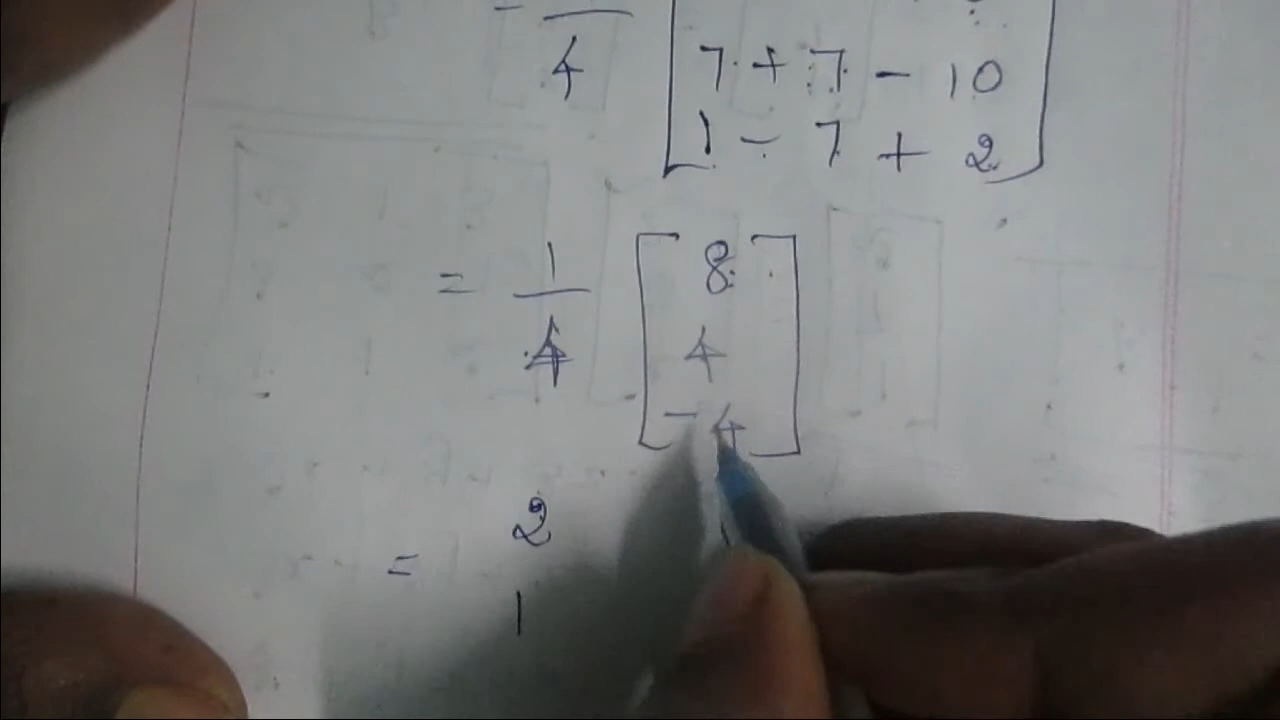 4
7 + 7 - 10
1 - 7 + 2
= 1/4 [ 8
4
-4 ]
= 2
1